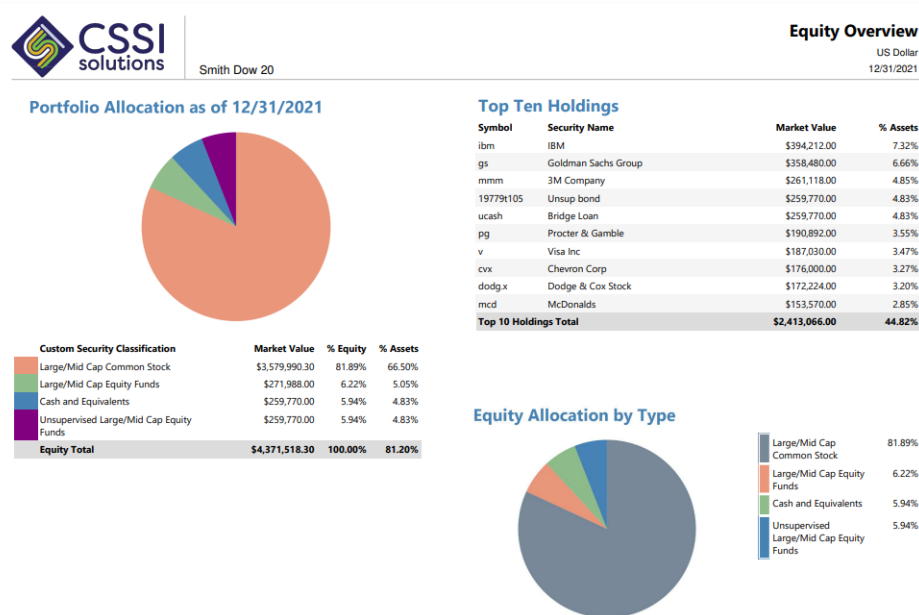 CSSI
solutions
Smith Dow 20
Equity Overview
US Dollar
12/31/2021
Portfolio Allocation as of 12/31/2021
Custom Security Classification Market Value % Equity % Assets
Large/Mid Cap Common Stock $3,579,990.30 81.89% 66.50%
Large/Mid Cap Equity Funds $271,988.00 6.22% 5.05%
Cash and Equivalents $259,770.00 5.94% 4.83%
Unsupervised Large/Mid Cap Equity $259,770.00 5.94% 4.83%
Funds
Equity Total $4,371,518.30 100.00% 81.20%
Top Ten Holdings
Symbol Security Name Market Value % Assets
ibm IBM $394,212.00 7.32%
gs Goldman Sachs Group $358,480.00 6.66%
mmm 3M Company $261,118.00 4.85%
19779t105 Unsup bond $259,770.00 4.83%
ucash Bridge Loan $259,770.00 4.83%
pg Procter & Gamble $190,892.00 3.55%
v Visa Inc $187,030.00 3.47%
cvx Chevron Corp $176,000.00 3.27%
dodg.x Dodge & Cox Stock $172,224.00 3.20%
mcd McDonalds $153,570.00 2.85%
Top 10 Holdings Total $2,413,066.00 44.82%
Equity Allocation by Type
Large/Mid Cap 81.89%
Common Stock
Large/Mid Cap Equity 6.22%
Funds
Cash and Equivalents 5.94%
Unsupervised 5.94%
Large/Mid Cap Equity
Funds